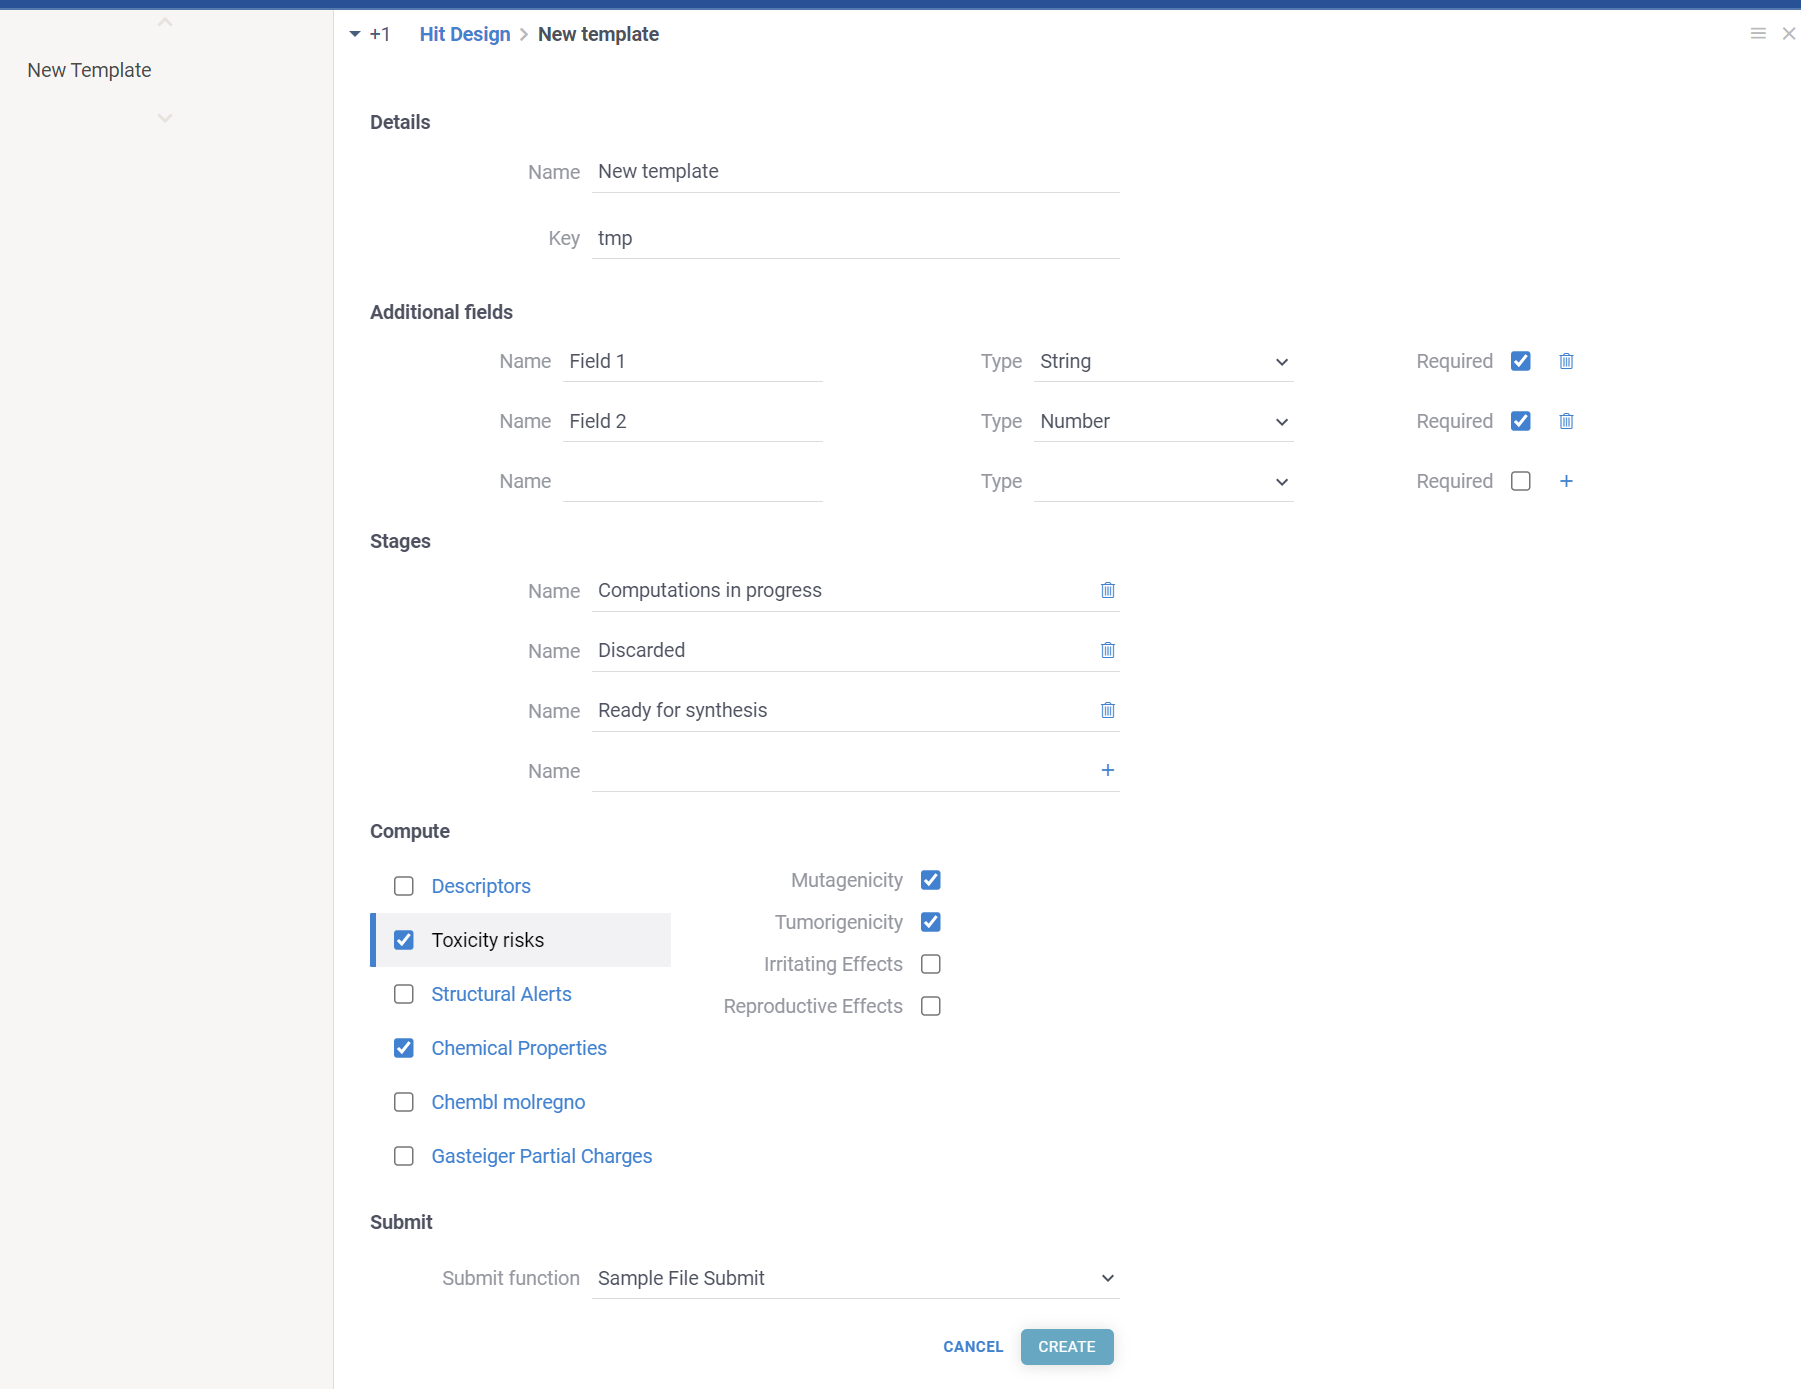 +1 Hit Design > New template
New Template
Details
Name New template
Key tmp
Additional fields
Name Field 1 Type String Required
Name Field 2 Type Number Required
Name Type Required
Stages
Name Computations in progress
Name Discarded
Name Ready for synthesis
Name
Compute
Descriptors
Toxicity risks
Structural Alerts
Chemical Properties
Chembl molregno
Gasteiger Partial Charges
Mutagenicity
Tumorigenicity
Irritating Effects
Reproductive Effects
Submit
Submit function Sample File Submit
CANCEL CREATE